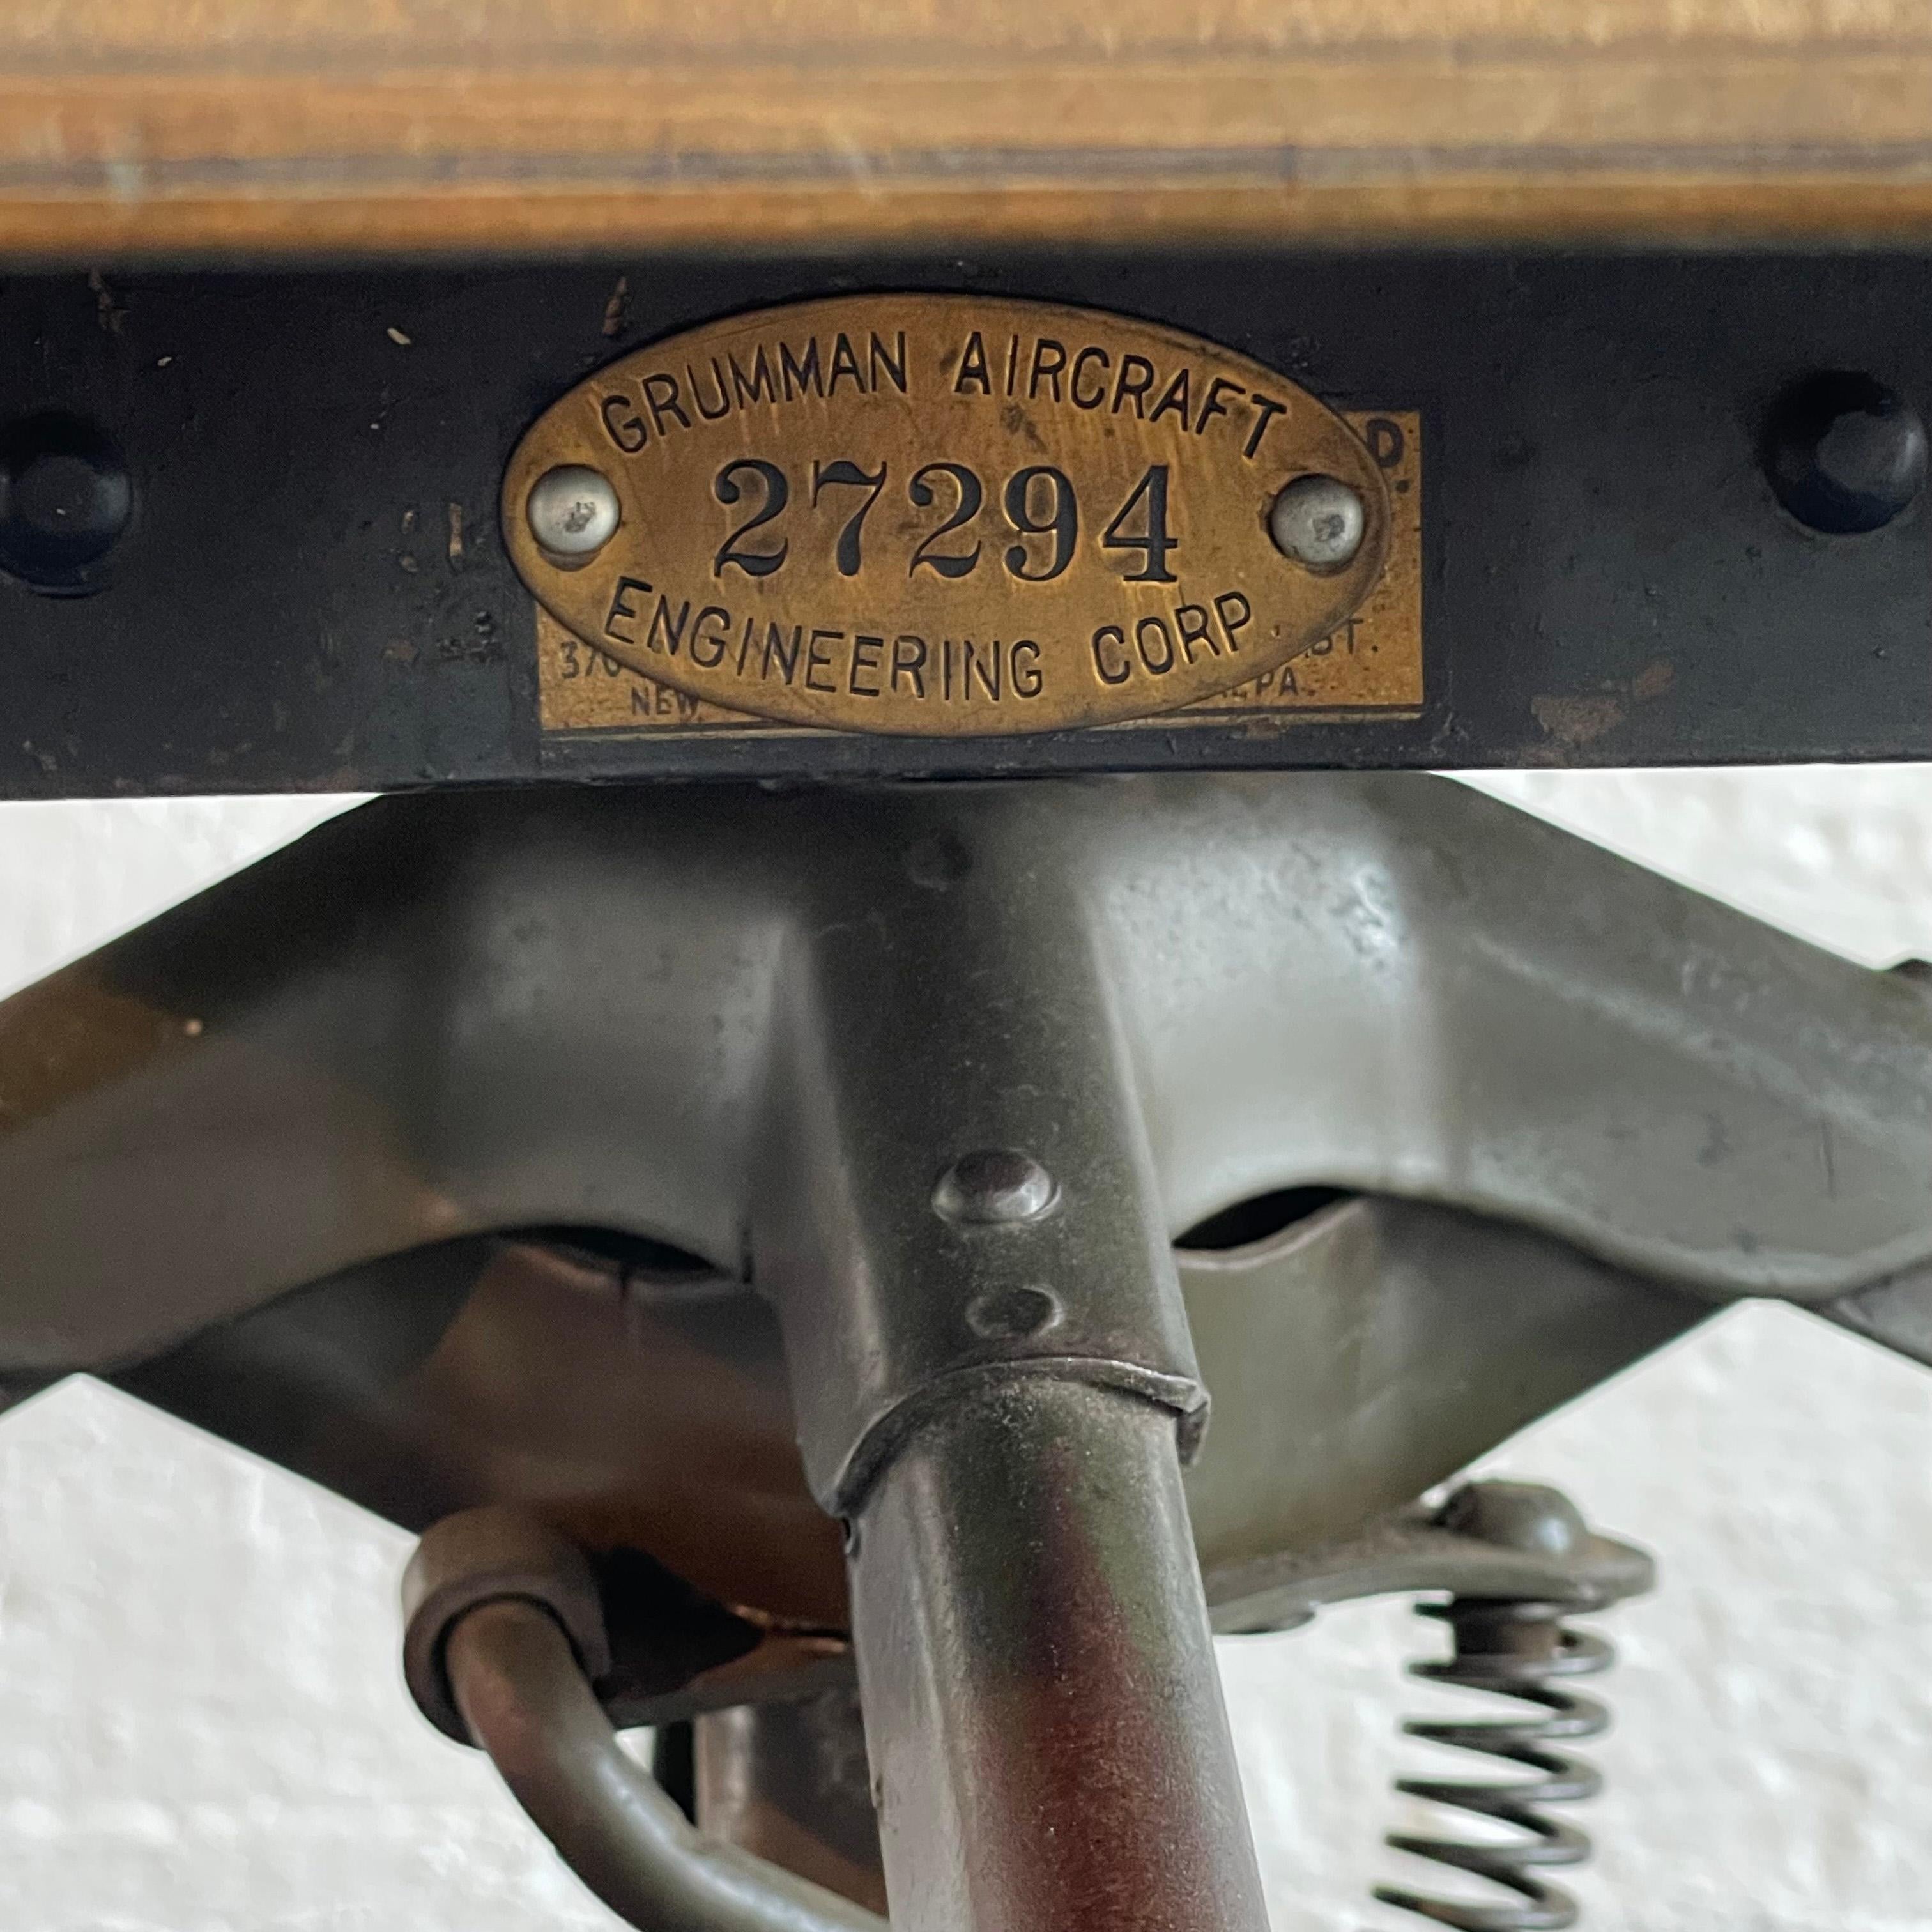 GRUMMAN AIRCRAFT
27294
ENGINEERING CORP.